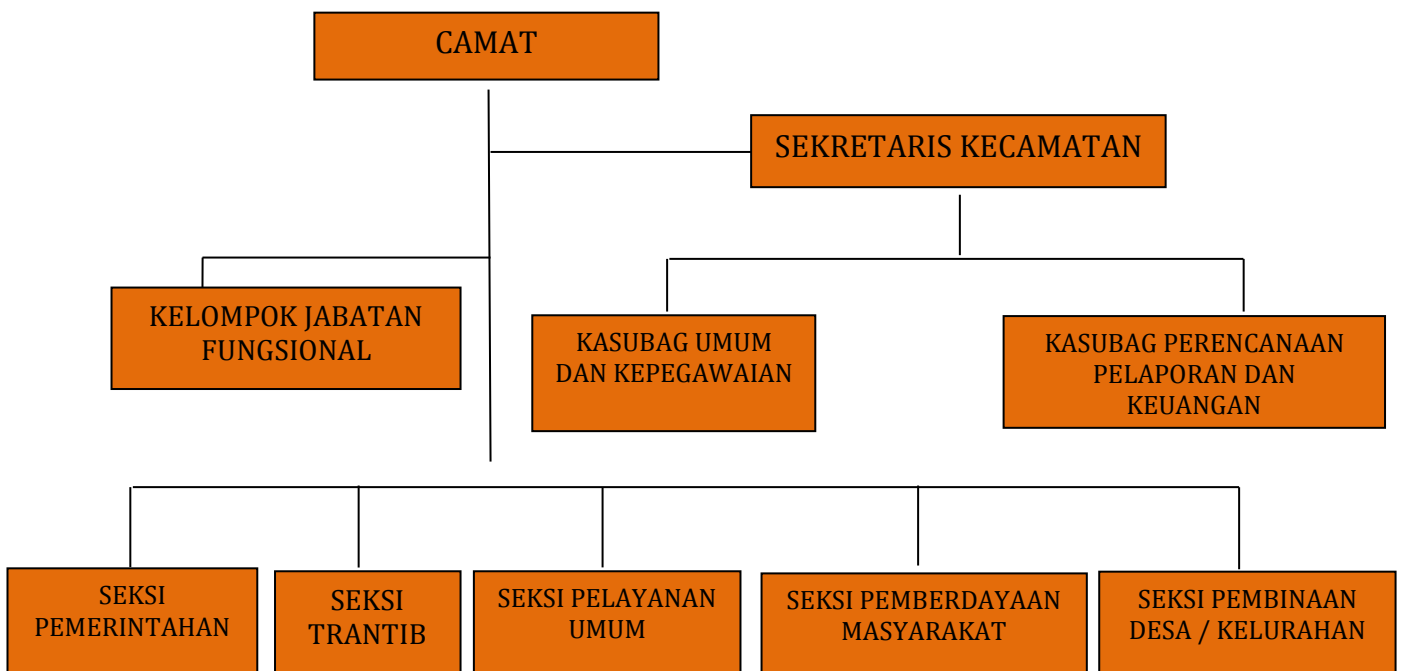 CAMAT
SEKRETARIS KECAMATAN
KELOMPOK JABATAN
FUNGSIONAL
KASUBAG UMUM
DAN KEPEGAWAIAN
KASUBAG PERENCANAAN
PELAPORAN DAN
KEUANGAN
SEKSI
PEMERINTAHAN
SEKSI
TRANTIB
SEKSI PELAYANAN
UMUM
SEKSI PEMBERDAYAAN
MASYARAKAT
SEKSI PEMBINAAN
DESA / KELURAHAN